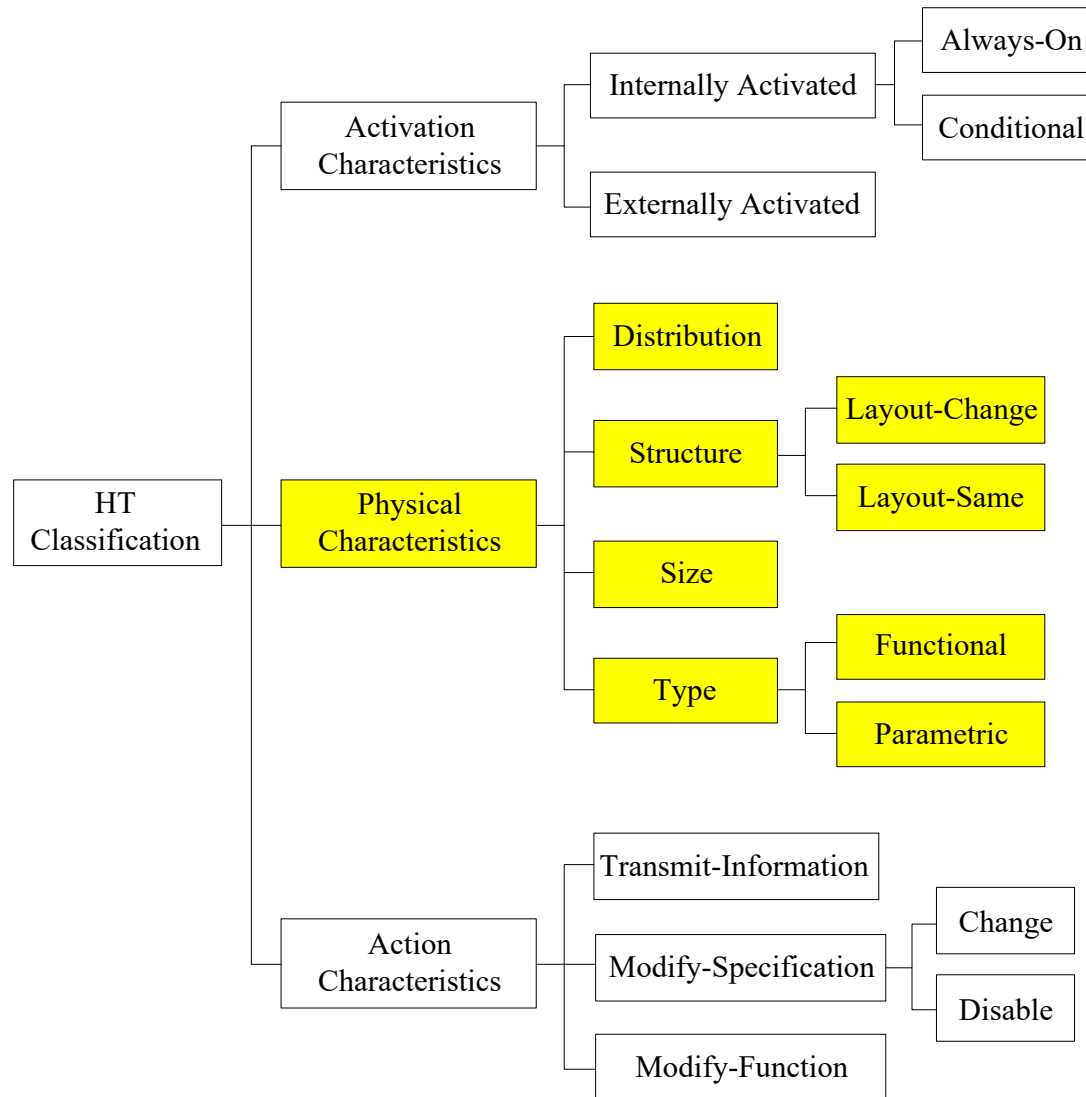 Always-On
Internally Activated
Conditional
Activation
Characteristics
Externally Activated
Distribution
Layout-Change
Structure
Layout-Same
HT
Classification
Physical
Characteristics
Size
Functional
Type
Parametric
Transmit-Information
Change
Action
Characteristics
Modify-Specification
Disable
Modify-Function